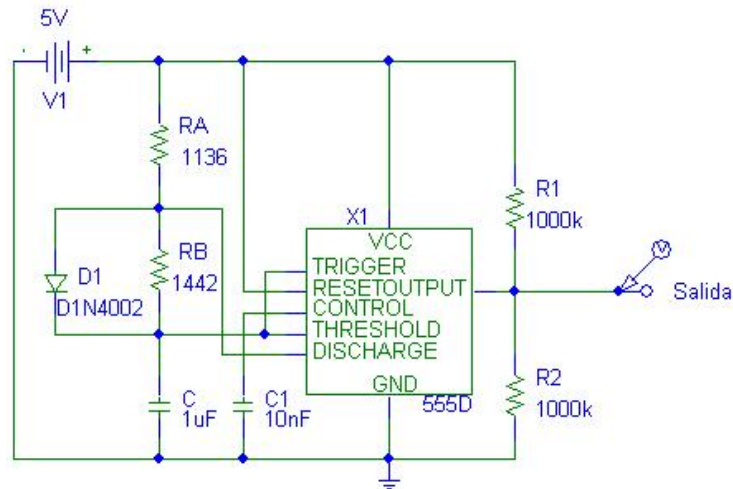 5V
- +
V1
RA
1136
R1
1000k
X1
VCC
RB
1442
D1
D1N4002
TRIGGER
RESETOUTPUT
CONTROL
THRESHOLD
DISCHARGE
GND
555D
V
Salida
C
1uF
C1
10nF
R2
1000k